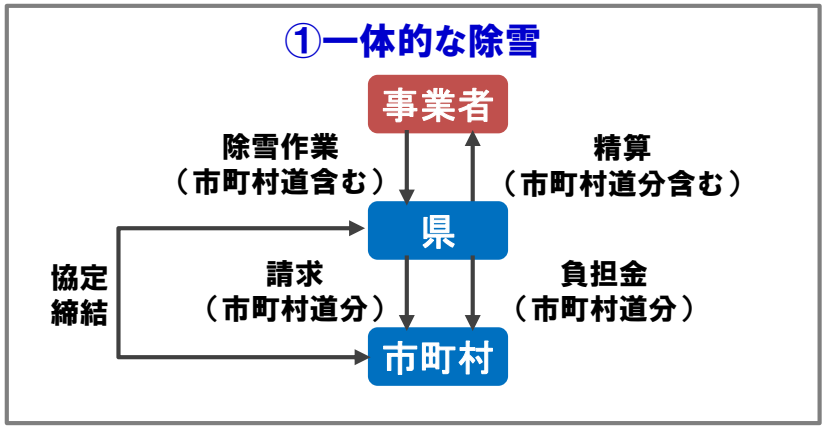 ①一体的な除雪
事業者
除雪作業
（市町村道含む）
精算
（市町村道分含む）
県
協定
締結
請求
（市町村道分）
負担金
（市町村道分）
市町村